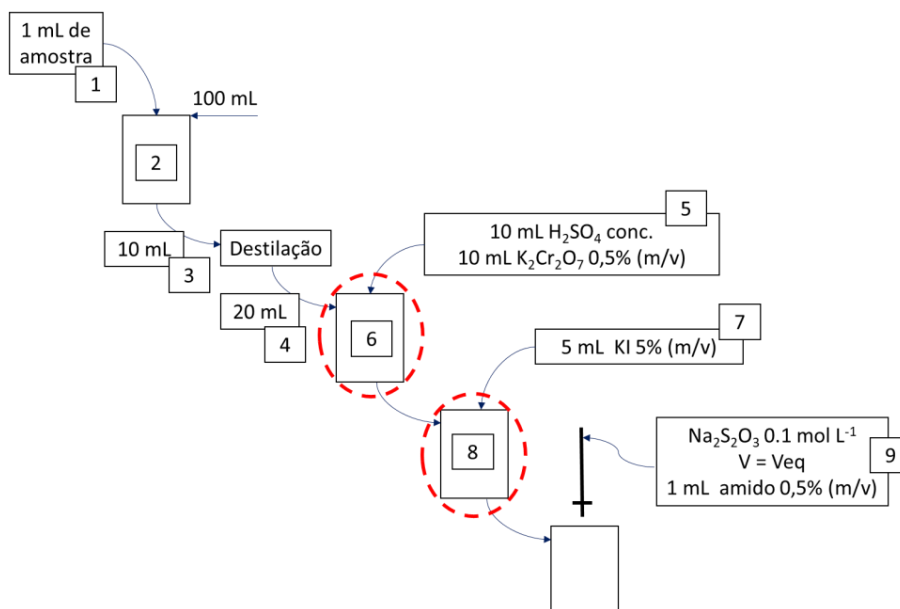 1 mL de
amostra
1
100 mL
2
10 mL
3
Destilação
5
10 mL H₂SO₄ conc.
10 mL K₂Cr₂O₇ 0,5% (m/v)
20 mL
4
6
7
5 mL KI 5% (m/v)
8
Na₂S₂O₃ 0.1 mol L⁻¹
V = Veq
1 mL amido 0,5% (m/v)
9